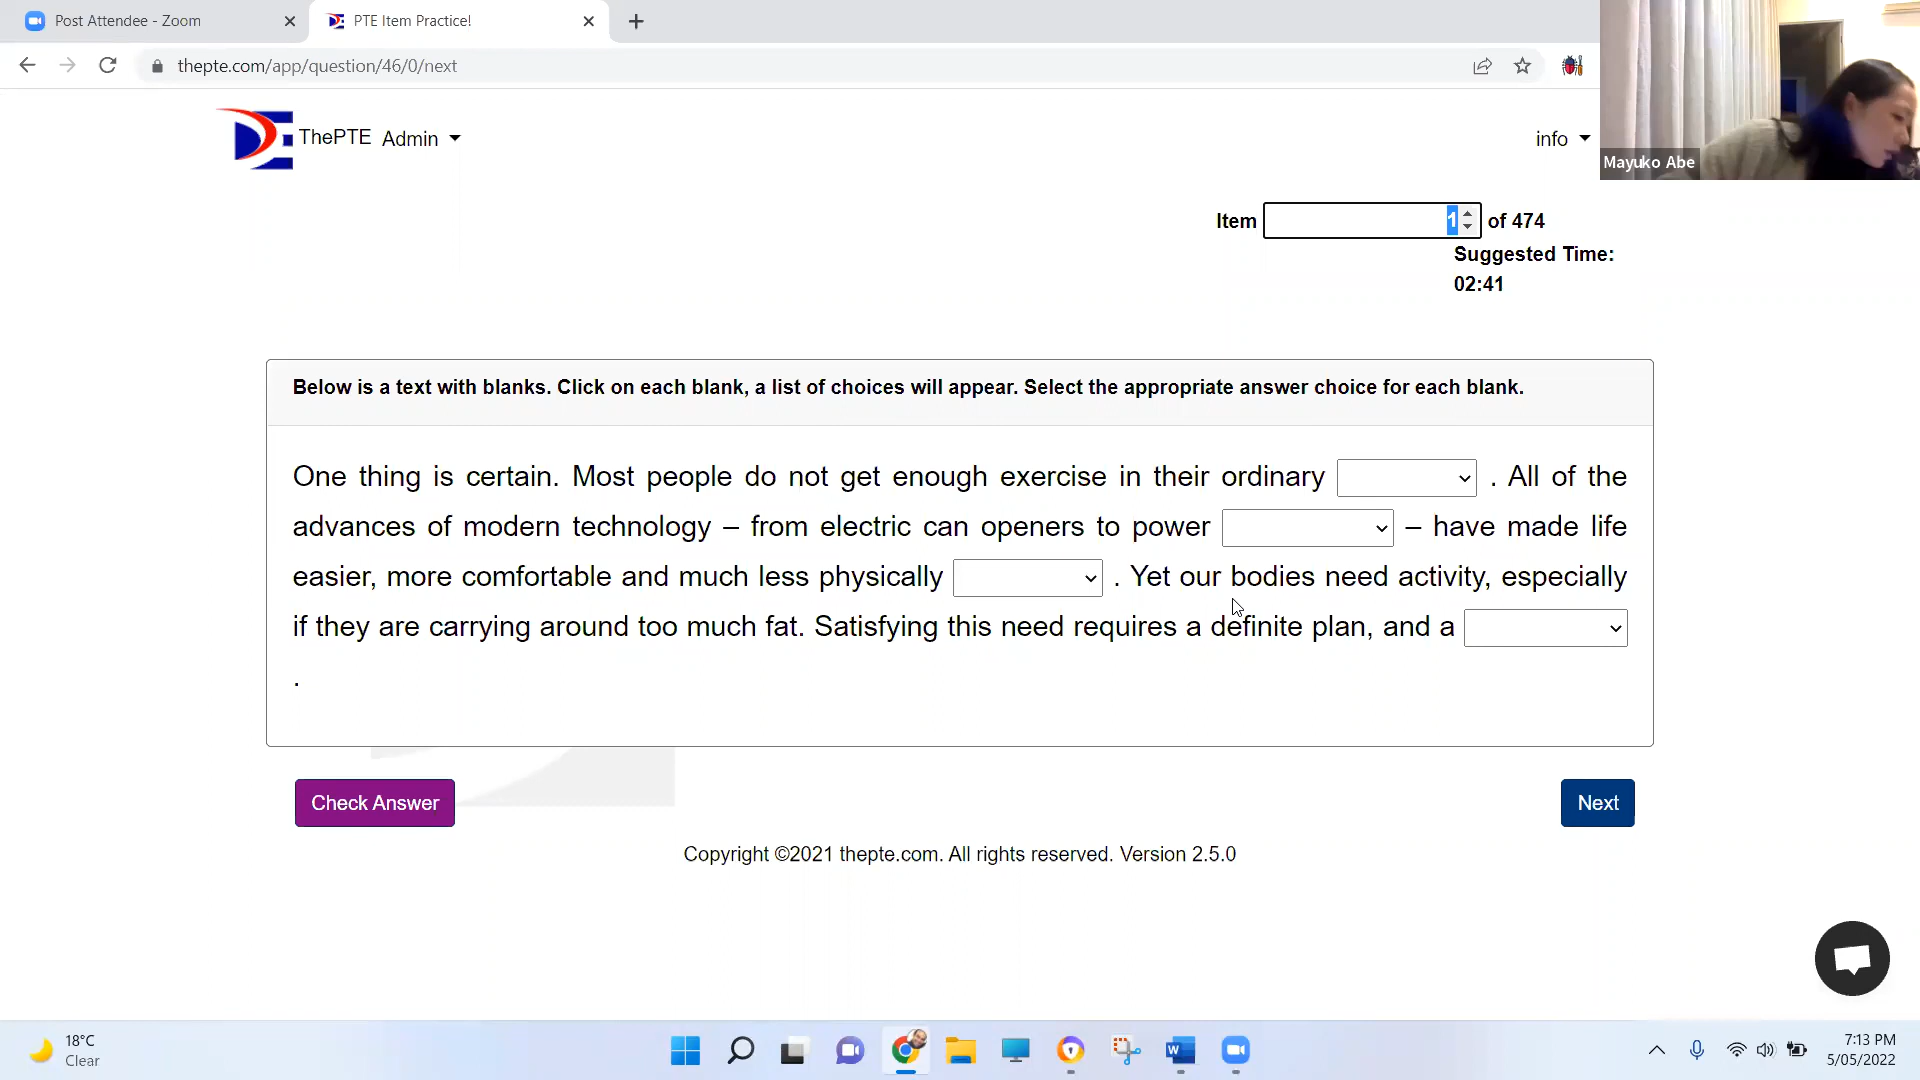 Post Attendee - Zoom
PTE Item Practice!
thepte.com/app/question/46/0/next
ThePTE Admin
info
Mayuko Abe
Item 1 of 474
Suggested Time:
02:41
Below is a text with blanks. Click on each blank, a list of choices will appear. Select the appropriate answer choice for each blank.
One thing is certain. Most people do not get enough exercise in their ordinary . All of the
advances of modern technology – from electric can openers to power – have made life
easier, more comfortable and much less physically . Yet our bodies need activity, especially
if they are carrying around too much fat. Satisfying this need requires a definite plan, and a
.
Check Answer
Next
Copyright ©2021 thepte.com. All rights reserved. Version 2.5.0
18°C
Clear
7:13 PM
5/05/2022